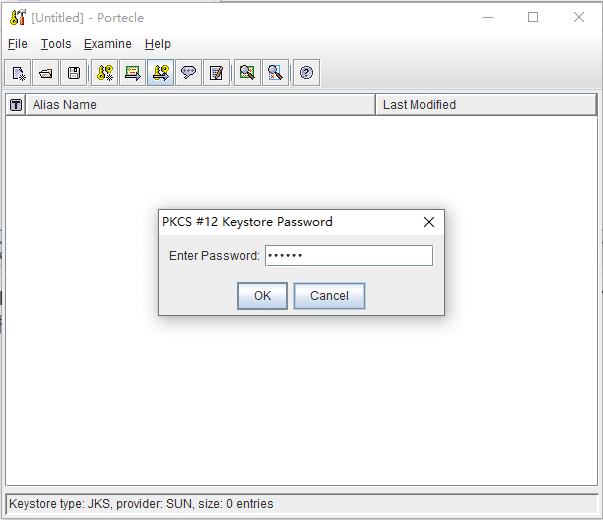 [Untitled] - Portecle
File Tools Examine Help
T Alias Name Last Modified
PKCS #12 Keystore Password
Enter Password: ••••••
OK Cancel
Keystore type: JKS, provider: SUN, size: 0 entries